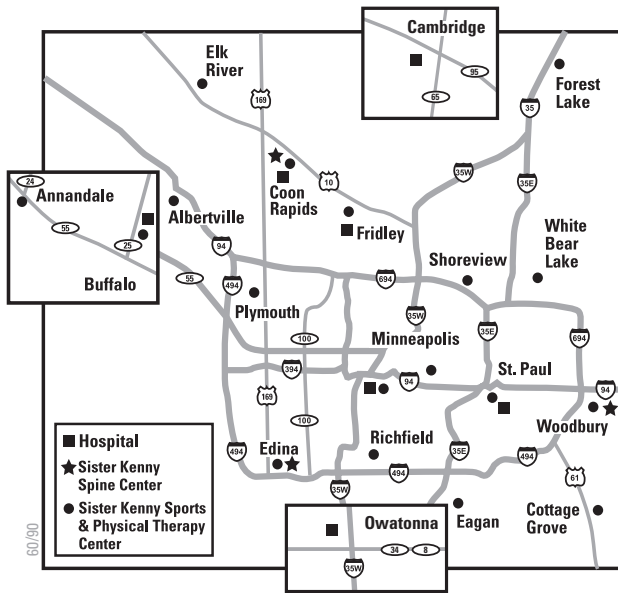 Elk
River
Cambridge
95
65
Forest
Lake
169
35
35W
35E
10
Coon
Rapids
Fridley
24
Annandale
55
25
Buffalo
Albertville
94
494
55
694
Shoreview
White
Bear
Lake
Plymouth
100
35W
Minneapolis
35E
694
394
169
94
St. Paul
94
Woodbury
100
Edina
Richfield
494
35E
494
494
35W
61
Eagan
Cottage
Grove
Owatonna
34
8
35W
Hospital
Sister Kenny
Spine Center
Sister Kenny Sports
& Physical Therapy
Center
60/90